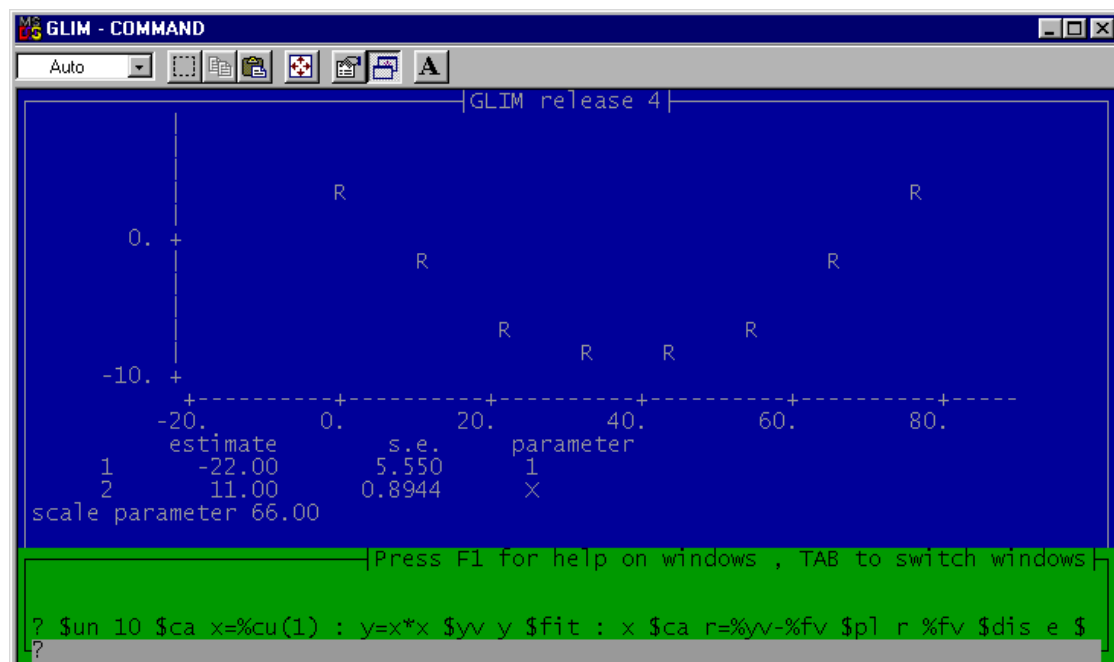 MS DOS GLIM - COMMAND
Auto A
GLIM release 4
R R
0. +
R R
R R
R R
-10. +
+----------+---------+---------+---------+---------+-----
-20. 0. 20. 40. 60. 80.
estimate s.e. parameter
1 -22.00 5.550 1
2 11.00 0.8944 X
scale parameter 66.00
Press F1 for help on windows , TAB to switch windows
? $un 10 $ca x=%cu(1) : y=x*x $yv y $fit : x $ca r=%yv-%fv $pl r %fv $dis e $
?